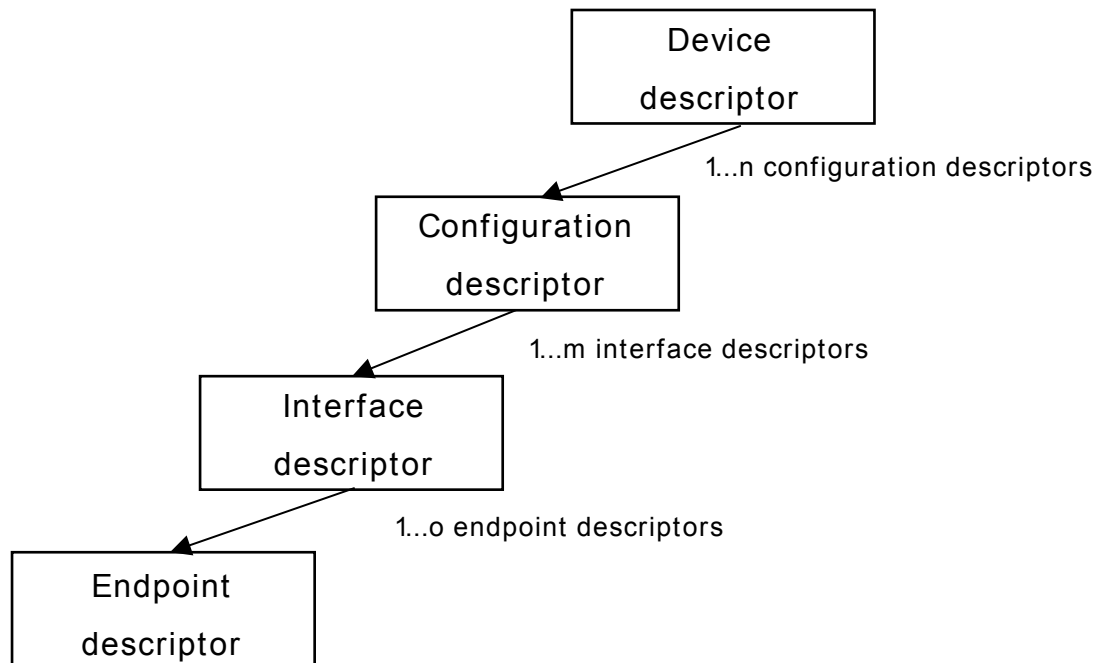 Device
descriptor
1...n configuration descriptors
Configuration
descriptor
1...m interface descriptors
Interface
descriptor
1...o endpoint descriptors
Endpoint
descriptor